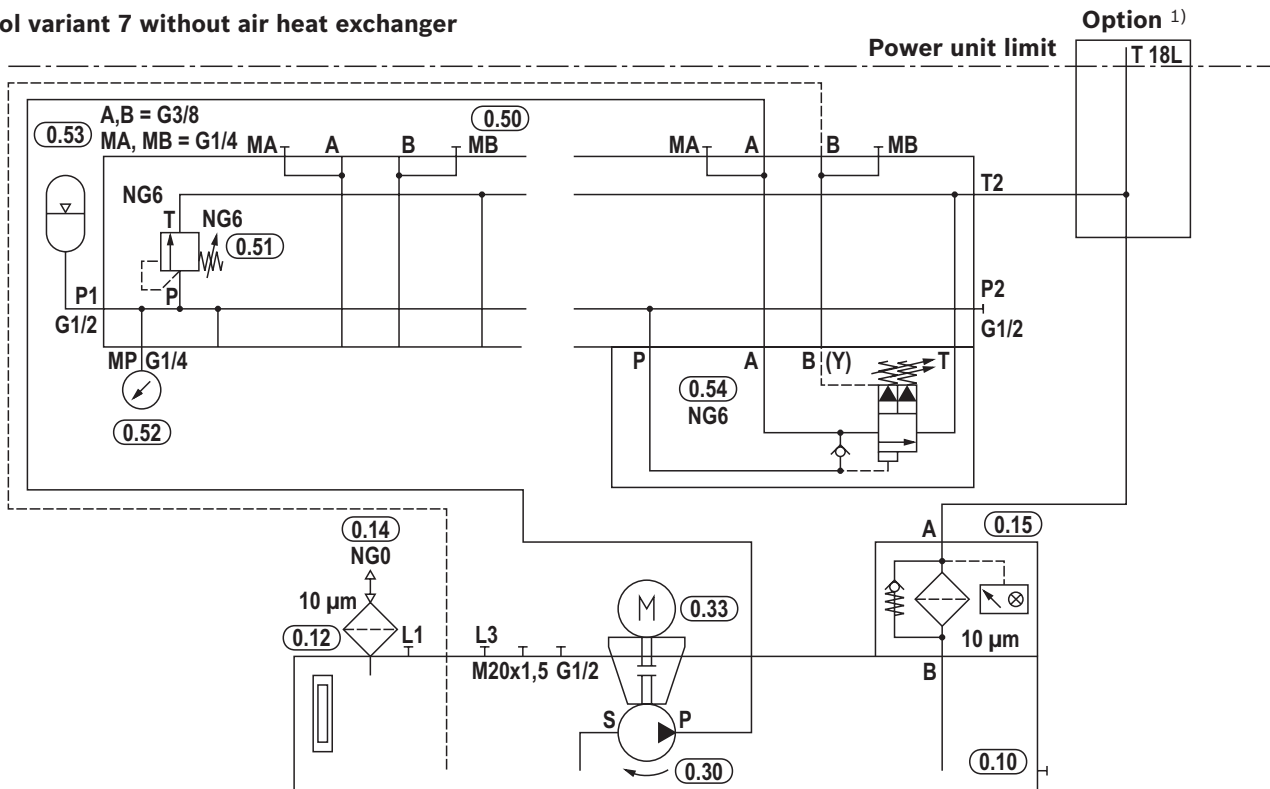 ol variant 7 without air heat exchanger
Option 1)
Power unit limit
T 18L
A,B = G3/8
0.53
MA, MB = G1/4
MA
A
B
MB
0.50
MA
A
B
MB
NG6
T
NG6
0.51
T2
P1
P
P2
G1/2
G1/2
MP
G1/4
P
A
B
(Y)
T
0.54
NG6
0.52
0.14
NG0
A
0.15
10 µm
0.33
M
0.12
L1
L3
10 µm
M20x1,5
G1/2
B
S
P
0.30
0.10